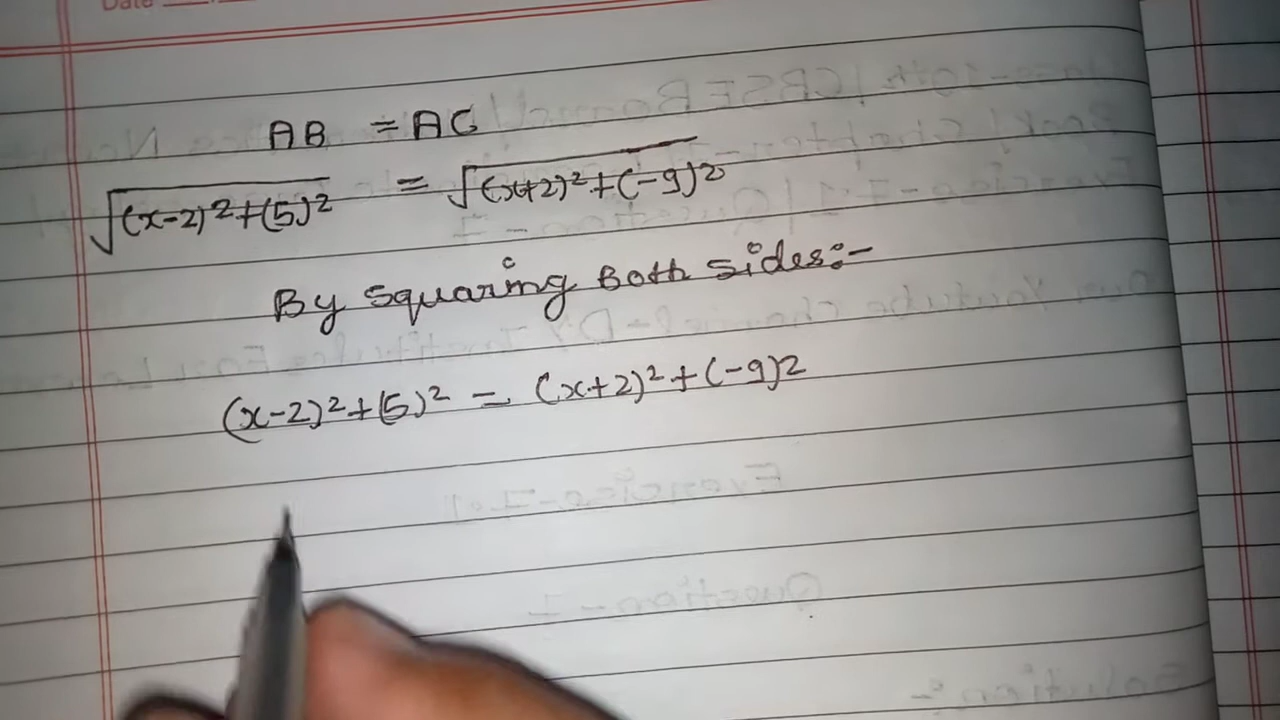 Date
AB = AC
√(x-2)²+(5)² = √(x+2)²+(-9)²
By Squaring Both Sides:-
(x-2)²+(5)² = (x+2)²+(-9)²